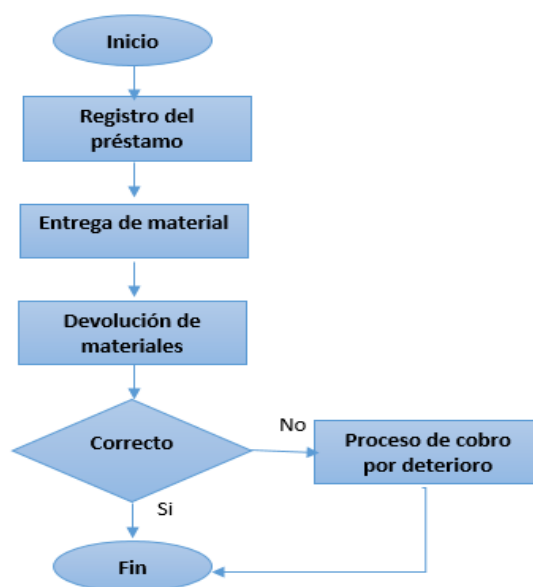 Inicio
Registro del
préstamo
Entrega de material
Devolución de
materiales
Correcto
No
Proceso de cobro
por deterioro
Si
Fin